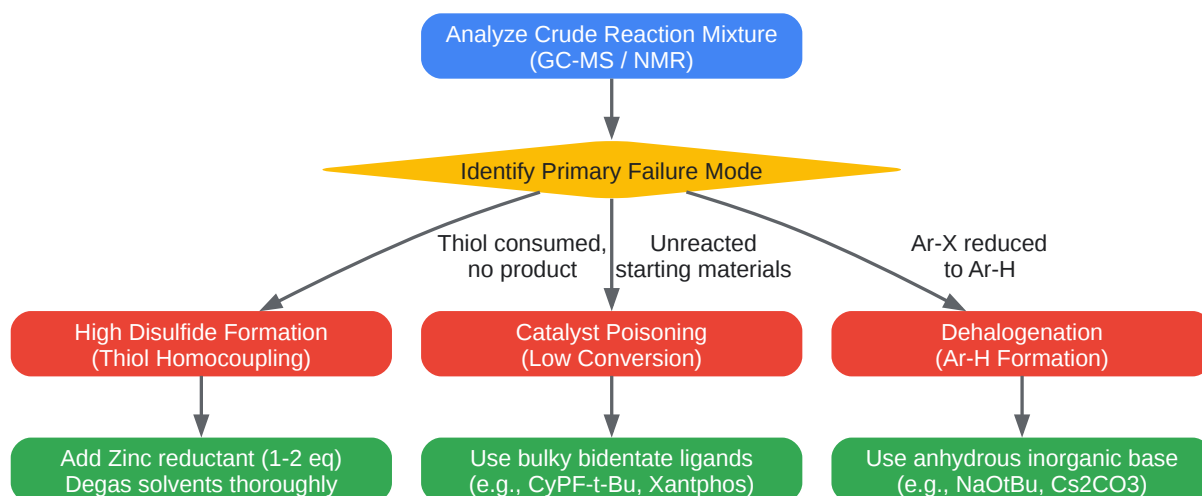 Analyze Crude Reaction Mixture
(GC-MS / NMR)
Identify Primary Failure Mode
Thiol consumed,
no product
Unreacted
starting materials
Ar-X reduced
to Ar-H
High Disulfide Formation
(Thiol Homocoupling)
Catalyst Poisoning
(Low Conversion)
Dehalogenation
(Ar-H Formation)
Add Zinc reductant (1-2 eq)
Degas solvents thoroughly
Use bulky bidentate ligands
(e.g., CyPF-t-Bu, Xantphos)
Use anhydrous inorganic base
(e.g., NaOtBu, Cs2CO3)